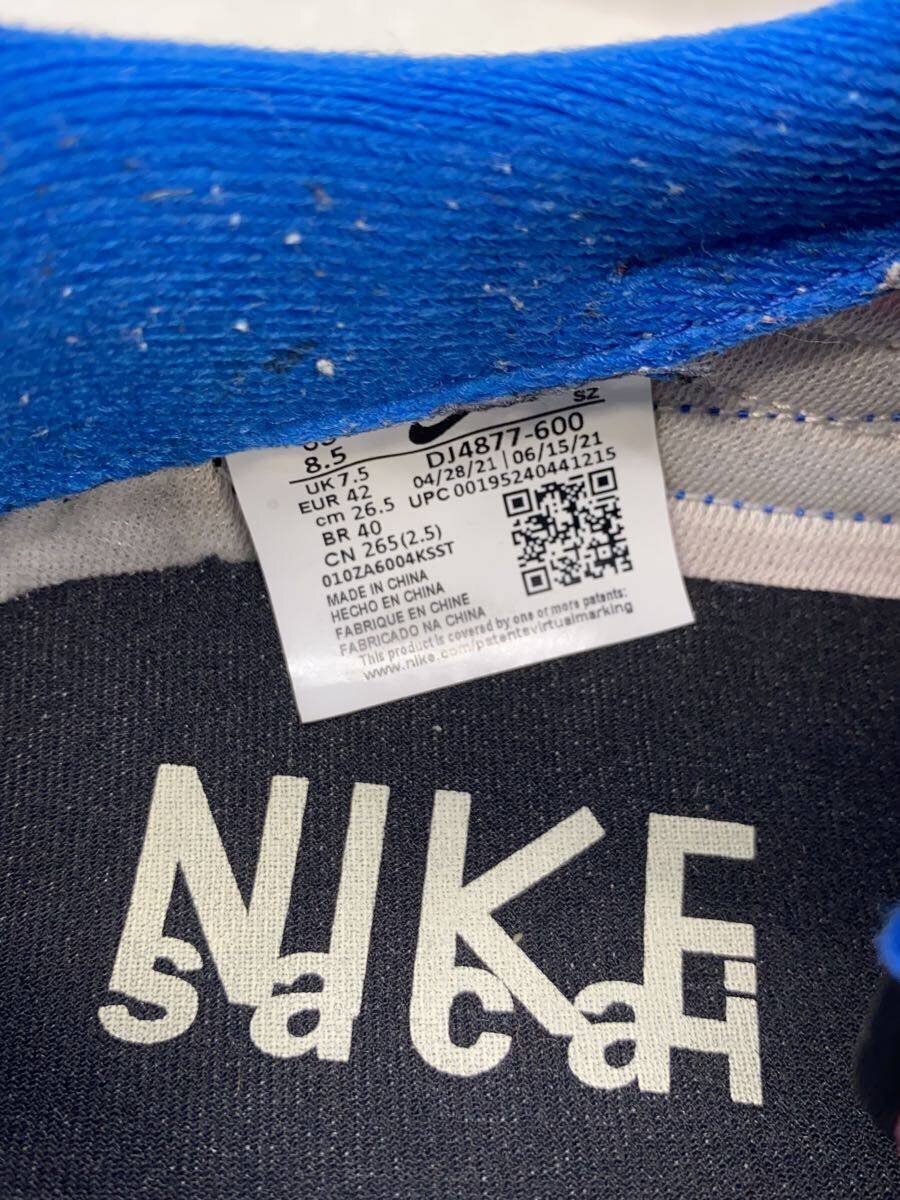 SZ
8.5
DJ4877-600
UK 7.5
04/28/21 | 06/15/21
EUR 42
UPC 00195240441215
cm 26.5
BR 40
CN 265(2.5)
010ZA6004KSST
MADE IN CHINA
HECHO EN CHINA
FABRIQUE EN CHINE
FABRICADO NA CHINA
This product is covered by one or more patents:
www.nike.com/patentsvirtualmarking
NIKE
sacai